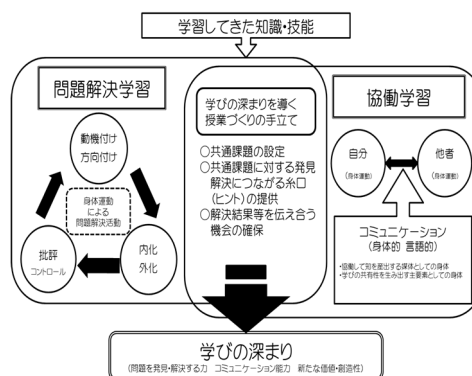 学習してきた知識・技能
問題解決学習
動機付け
方向付け
身体運動
による
問題解決活動
批評
コントロール
内化
外化
学びの深まりを導く
授業づくりの手立て
○共通課題の設定
○共通課題に対する発見
解決につながる糸口
(ヒント)の提供
○解決結果等を伝え合う
機会の確保
協働学習
自分
(身体運動)
他者
(身体運動)
コミュニケーション
(身体的 言語的)
・協働して知を産出する媒体としての身体
・学びの共有性を生み出す主要素としての身体
学びの深まり
(問題を発見・解決する力 コミュニケーション能力 新たな価値・創造性)